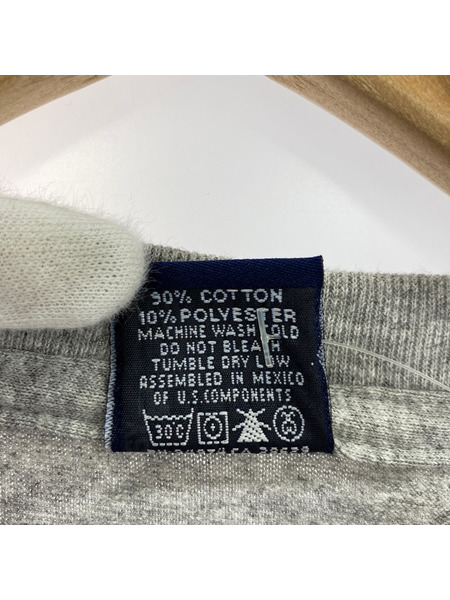 90% COTTON
10% POLYESTER
MACHINE WASH COLD
DO NOT BLEACH
TUMBLE DRY LOW
ASSEMBLED IN MEXICO
OF U.S.COMPONENTS
30C